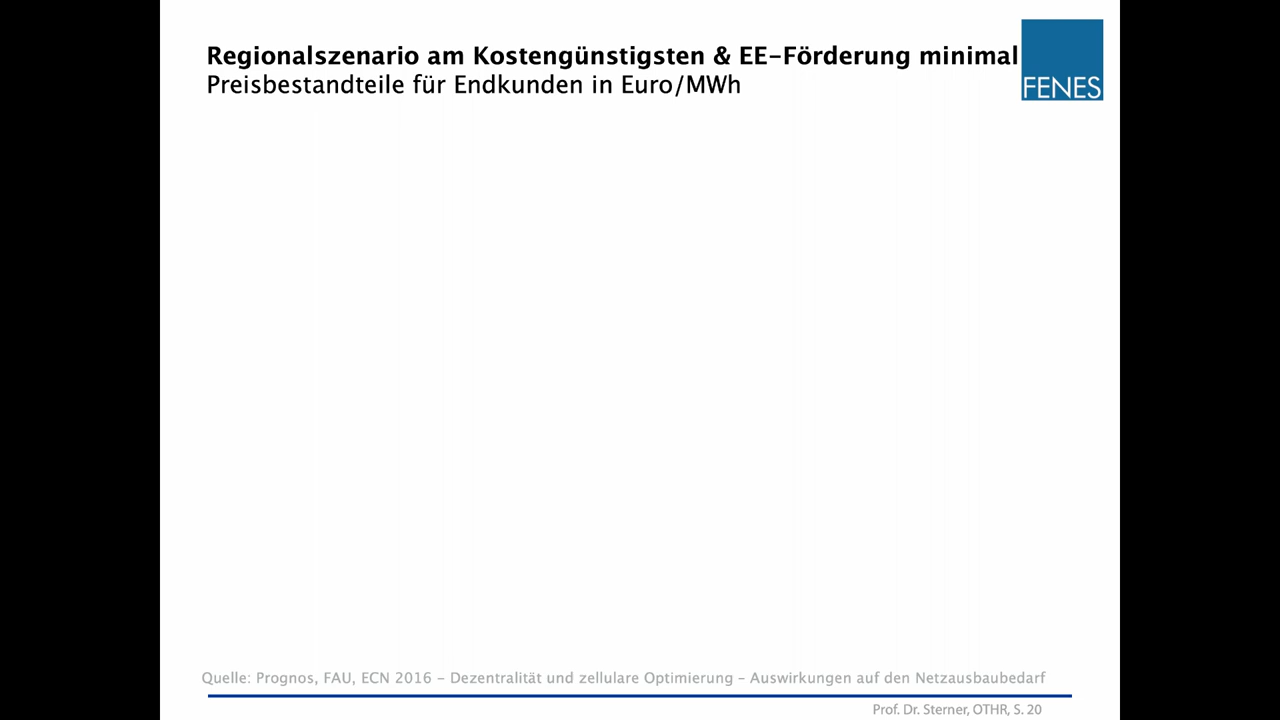 Regionalszenario am Kostengünstigsten & EE-Förderung minimal
Preisbestandteile für Endkunden in Euro/MWh
FENES
Quelle: Prognos, FAU, ECN 2016 – Dezentralität und zellulare Optimierung – Auswirkungen auf den Netzausbaubedarf
Prof. Dr. Sterner, OTHR, S. 20